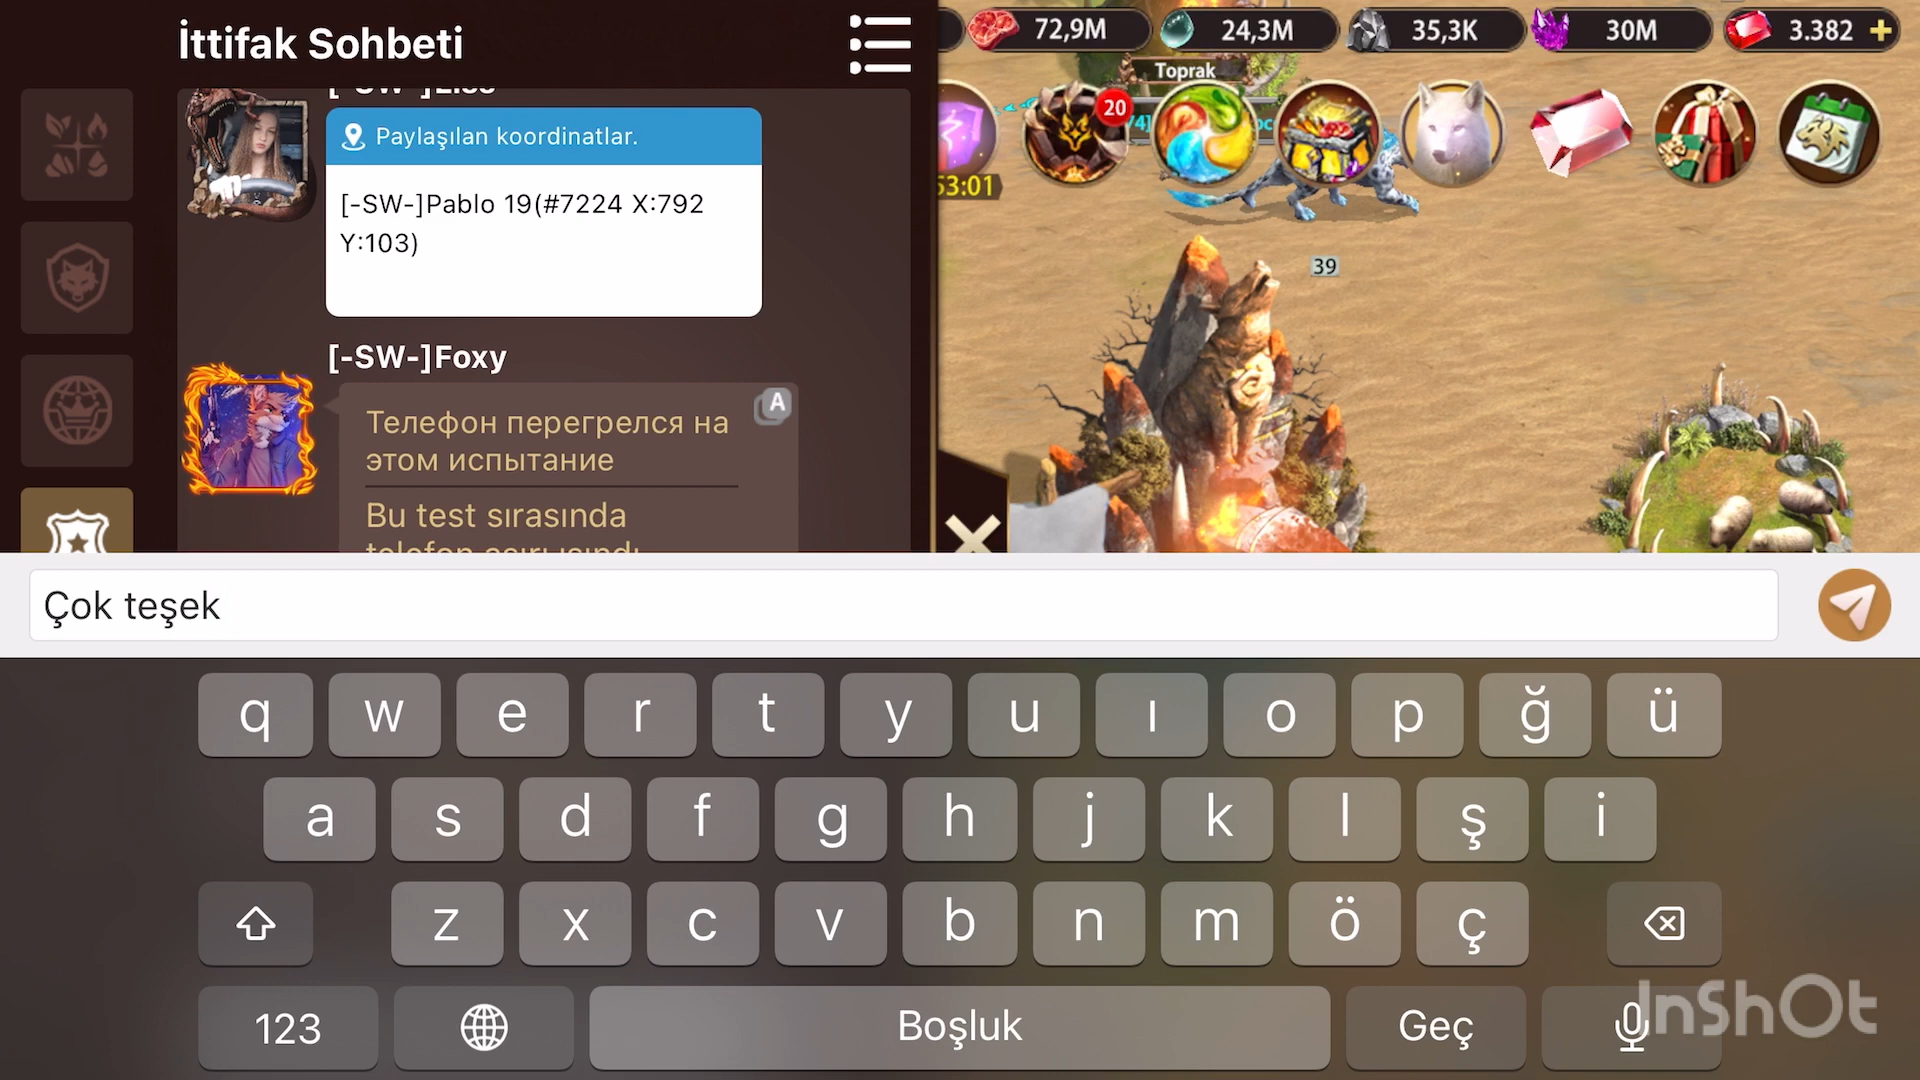 İttifak Sohbeti
72,9M
24,3M
35,3K
30M
3.382
Toprak
20
53:01
39
Paylaşılan koordinatlar.
[-SW-]Pablo 19(#7224 X:792
Y:103)
[-SW-]Foxy
A
Телефон перегрелся на
этом испытание
Bu test sırasında
Çok teşek
q w e r t y u ı o p ğ ü
a s d f g h j k l ş i
z x c v b n m ö ç
123
Boşluk
Geç
InShOt